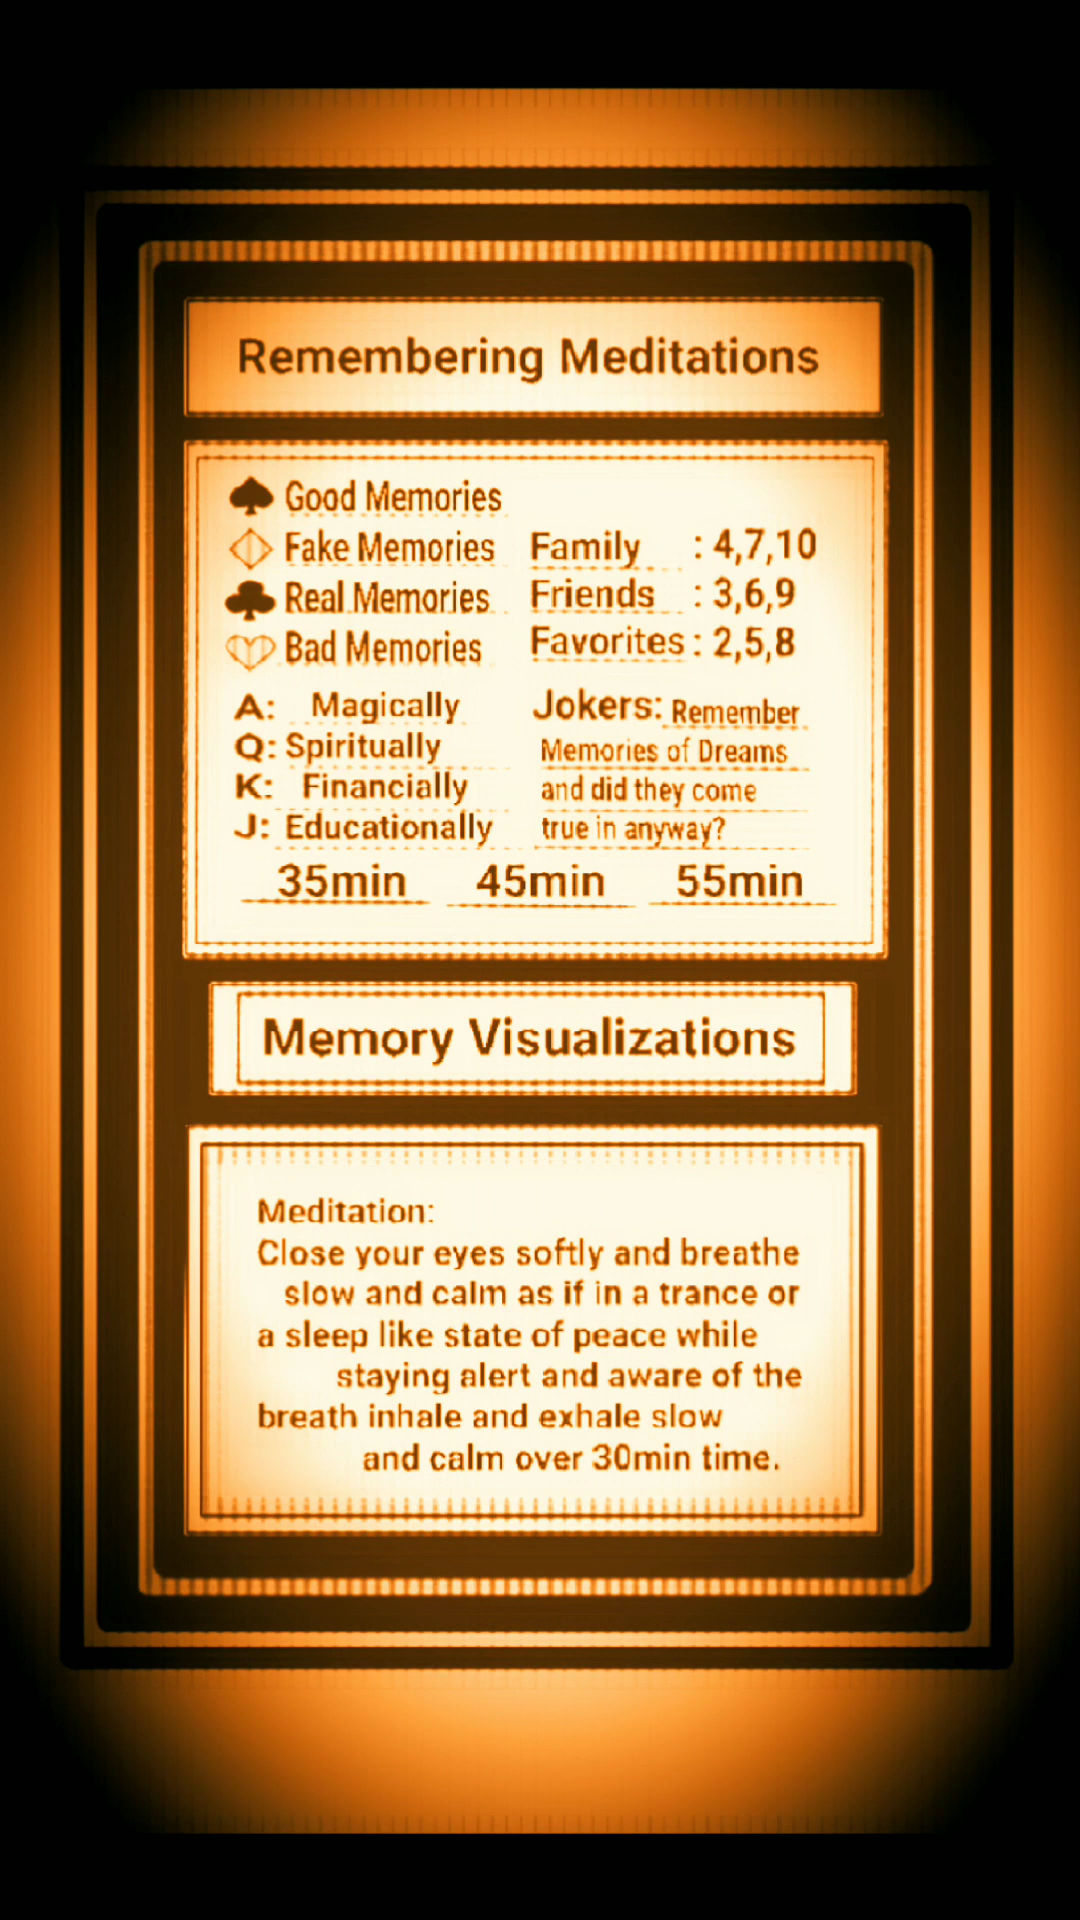 Remembering Meditations
♠ Good Memories
♢ Fake Memories
♣ Real Memories
♡ Bad Memories
Family : 4,7,10
Friends : 3,6,9
Favorites : 2,5,8
A: Magically
Q: Spiritually
K: Financially
J: Educationally
Jokers: Remember
Memories of Dreams
and did they come
true in anyway?
35min 45min 55min
Memory Visualizations
Meditation:
Close your eyes softly and breathe
slow and calm as if in a trance or
a sleep like state of peace while
staying alert and aware of the
breath inhale and exhale slow
and calm over 30min time.